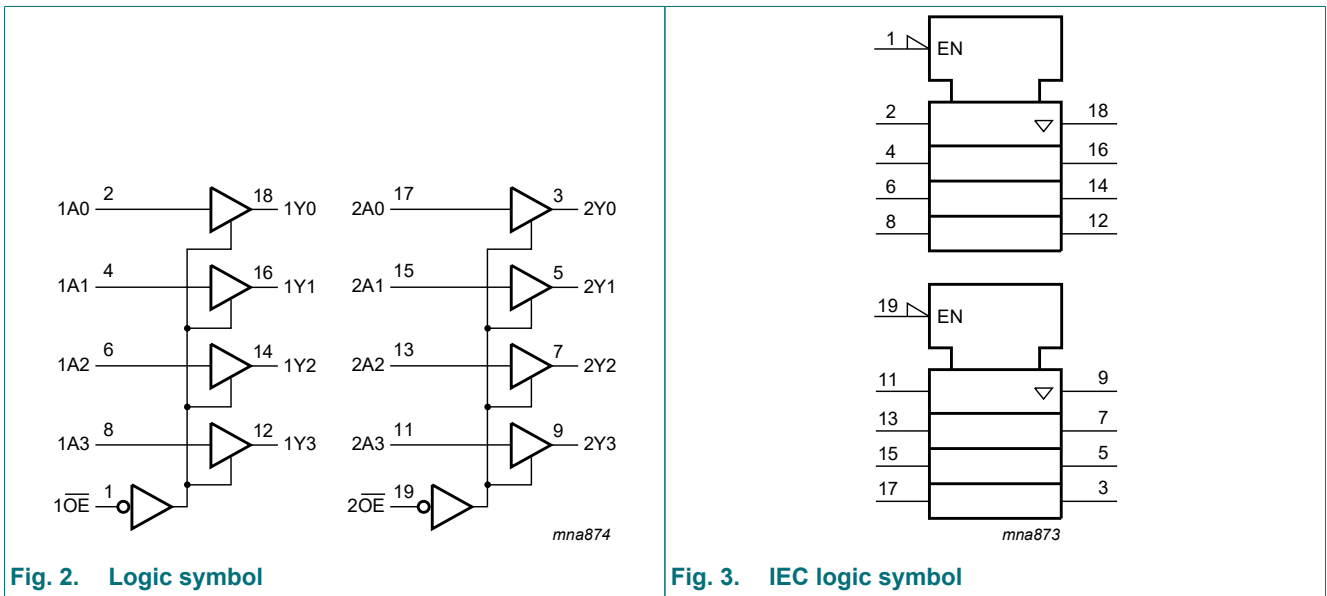 1A0 2 18 1Y0
1A1 4 16 1Y1
1A2 6 14 1Y2
1A3 8 12 1Y3
1O̅E̅ 1
2A0 17 3 2Y0
2A1 15 5 2Y1
2A2 13 7 2Y2
2A3 11 9 2Y3
2O̅E̅ 19
mna874
Fig. 2. Logic symbol
1 EN
2 18
4 16
6 14
8 12
19 EN
11 9
13 7
15 5
17 3
mna873
Fig. 3. IEC logic symbol